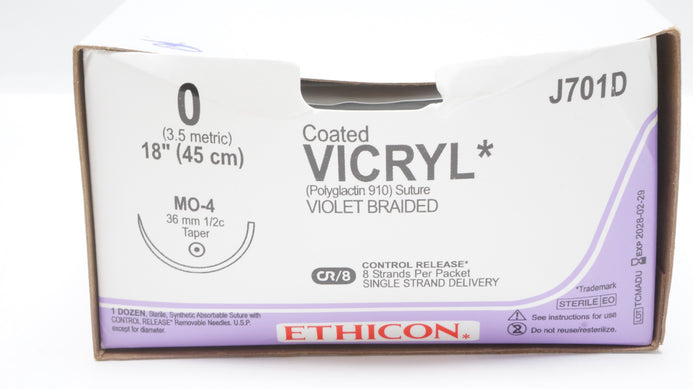 0
(3.5 metric)
18" (45 cm)
MO-4
36 mm 1/2c
Taper
Coated
VICRYL*
(Polyglactin 910) Suture
VIOLET BRAIDED
J701D
CR/8
CONTROL RELEASE*
8 Strands Per Packet
SINGLE STRAND DELIVERY
1 DOZEN, Sterile, Synthetic Absorbable Suture with
CONTROL RELEASE* Removable Needles. U.S.P.
except for diameter.
ETHICON*
*Trademark
STERILE EO
See instructions for use
2 Do not reuse/resterilize.
LOT TCMADU
EXP 2028-02-29